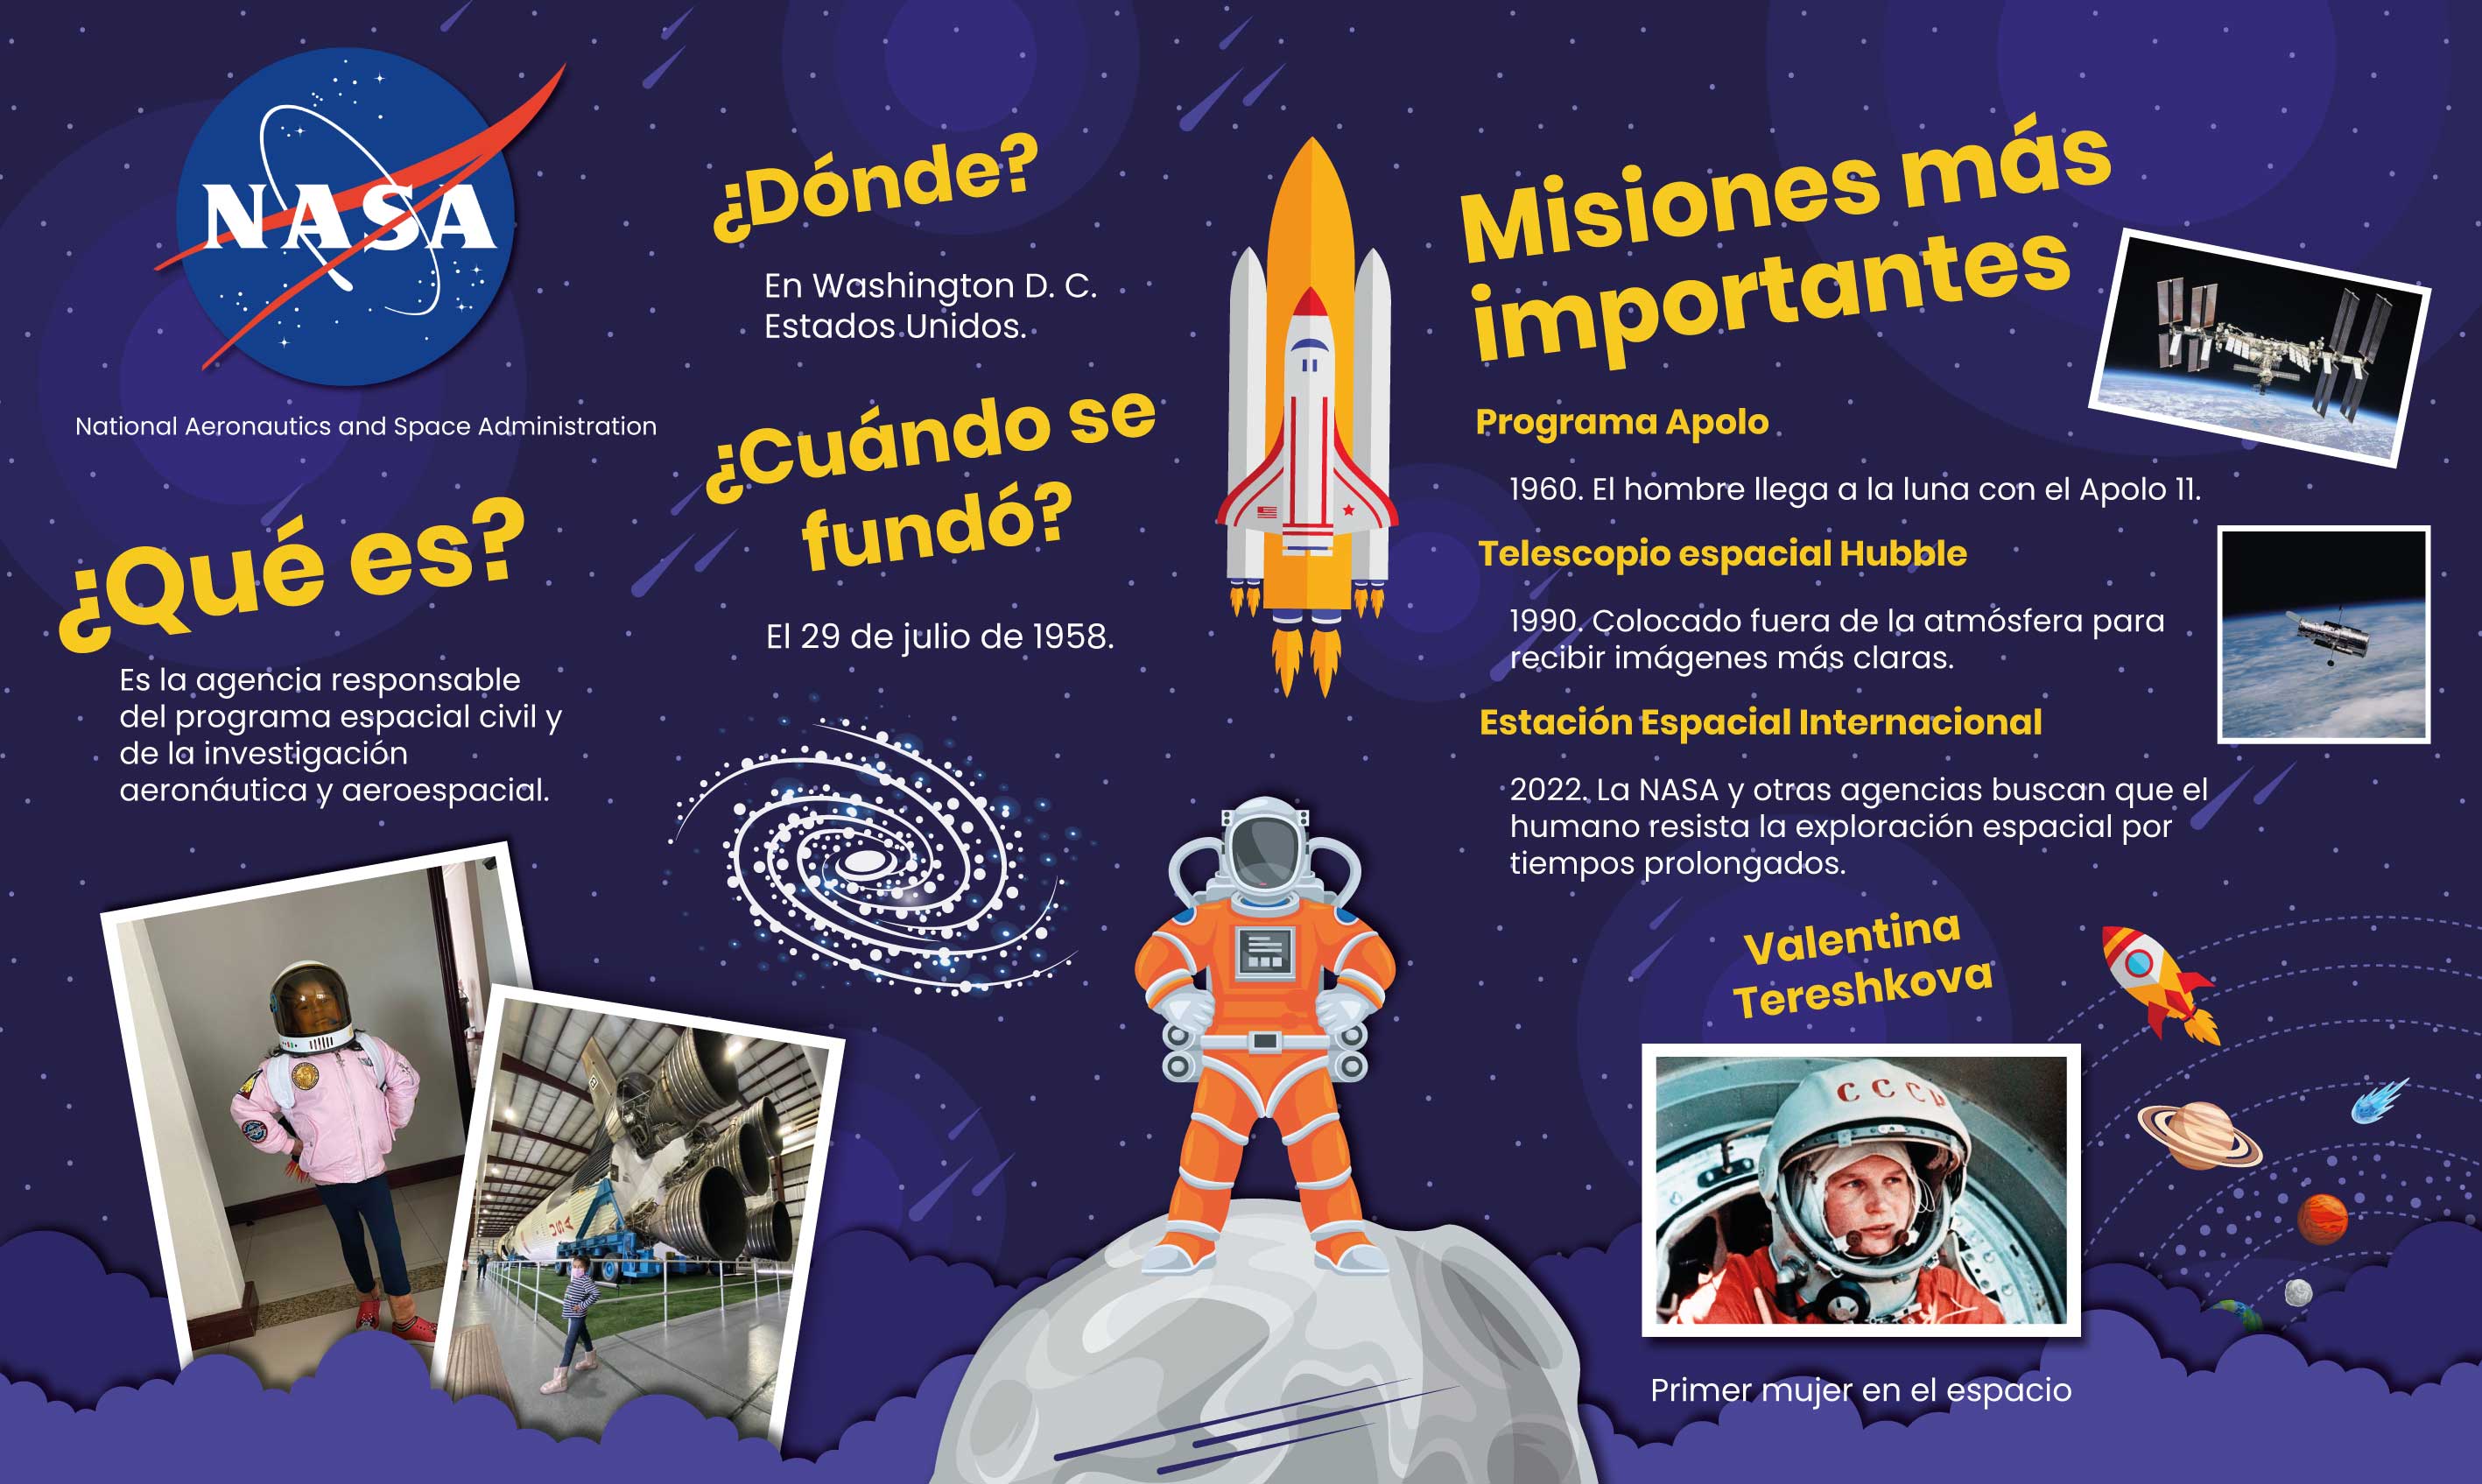 NASA
National Aeronautics and Space Administration
¿Qué es?
Es la agencia responsable
del programa espacial civil y
de la investigación
aeronáutica y aeroespacial.
USA
¿Dónde?
En Washington D. C.
Estados Unidos.
¿Cuándo se
fundó?
El 29 de julio de 1958.
Misiones más
importantes
Programa Apolo
1960. El hombre llega a la luna con el Apolo 11.
Telescopio espacial Hubble
1990. Colocado fuera de la atmósfera para
recibir imágenes más claras.
Estación Espacial Internacional
2022. La NASA y otras agencias buscan que el
humano resista la exploración espacial por
tiempos prolongados.
Valentina
Tereshkova
СССР
Primer mujer en el espacio